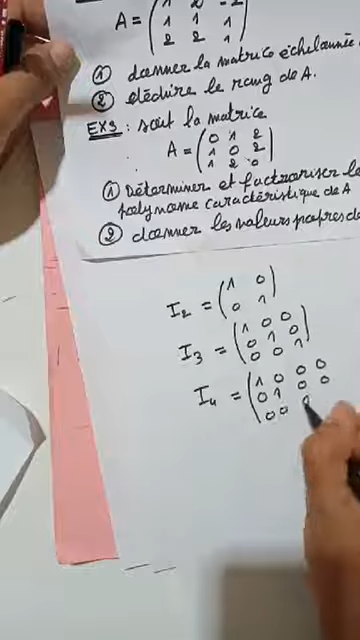 A = ( 1 1 1
2 2 1 )
① donner la matrice échelonnée
② déduire le rang de A.
EX3 : soit la matrice
A = ( 0 1 2
1 0 2
1 2 0 )
① Déterminer et factoriser le
polynome caractéristique de A
② donner les valeurs propres de
I2 = ( 1 0
0 1 )
I3 = ( 1 0 0
0 1 0
0 0 1 )
I4 = ( 1 0 0 0
0 1 0 0
0 0